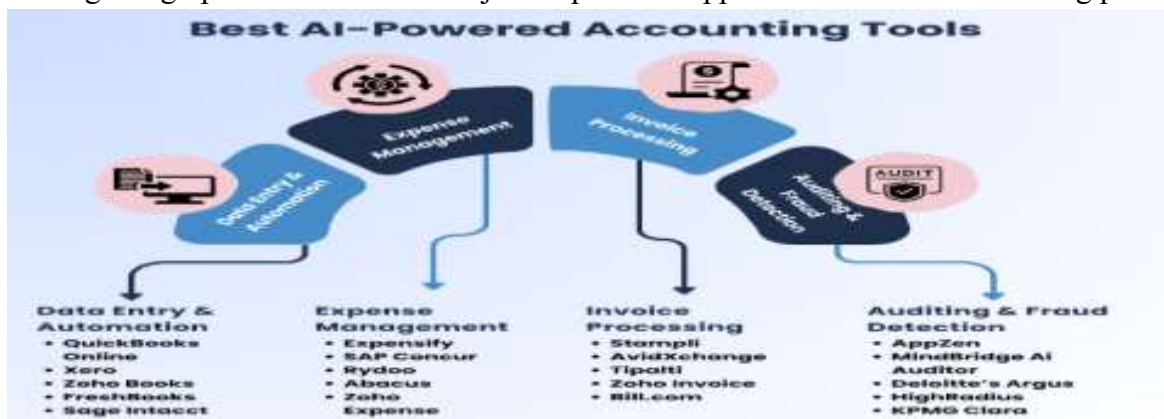 Best AI-Powered Accounting Tools
Expense
Management
Invoice
Processing
Data Entry &
Automation
Auditing &
Fraud
Detection
AUDIT
Data Entry &
Automation
• QuickBooks
Online
• Xero
• Zoho Books
• FreshBooks
• Sage Intacct
Expense
Management
• Expensify
• SAP Concur
• Rydoo
• Abacus
• Zoho
Expense
Invoice
Processing
• Stampli
• AvidXchange
• Tipalti
• Zoho Invoice
• Bill.com
Auditing & Fraud
Detection
• AppZen
• MindBridge Ai
Auditor
• Deloitte's Argus
• HighRadius
• KPMG Clara